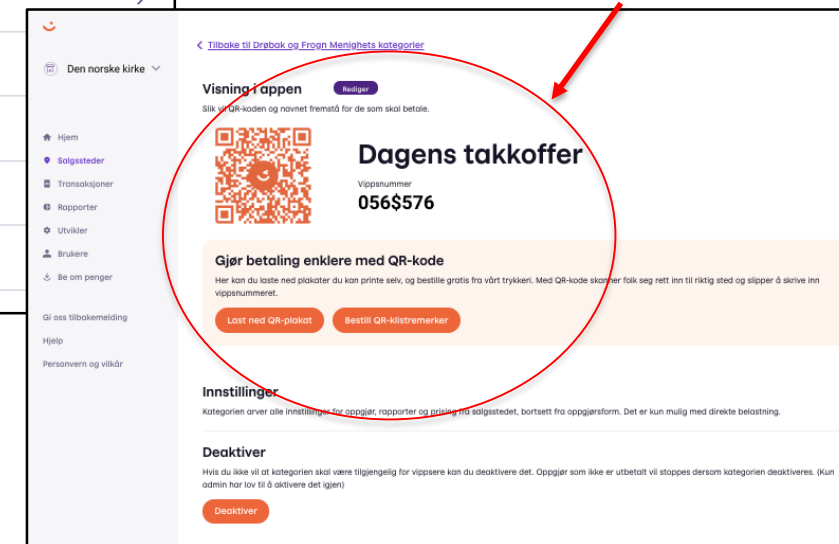 Tilbake til Drøbak og Frogn Menighets kategorier
Den norske kirke
Visning i appen
Rediger
Slik vil QR-koden og navnet fremstå for de som skal betale.
Hjem
Salgssteder
Transaksjoner
Rapporter
Utvikler
Brukere
Be om penger
Gi oss tilbakemelding
Hjelp
Personvern og vilkår
Dagens takkoffer
Vippsnummer
056$576
Gjør betaling enklere med QR-kode
Her kan du laste ned plakater du kan printe selv, og bestille gratis fra vårt trykkeri. Med QR-kode skanner folk seg rett inn til riktig sted og slipper å skrive inn
vippsnummeret.
Last ned QR-plakat
Bestill QR-klistremerker
Innstillinger
Kategorien arver alle innstillinger for oppgjør, rapporter og prising fra salgsstedet, bortsett fra oppgjørsform. Det er kun mulig med direkte belastning.
Deaktiver
Hvis du ikke vil at kategorien skal være tilgjengelig for vippsere kan du deaktivere det. Oppgjør som ikke er utbetalt vil stoppes dersom kategorien deaktiveres. (Kun
admin har lov til å aktivere det igjen)
Deaktiver